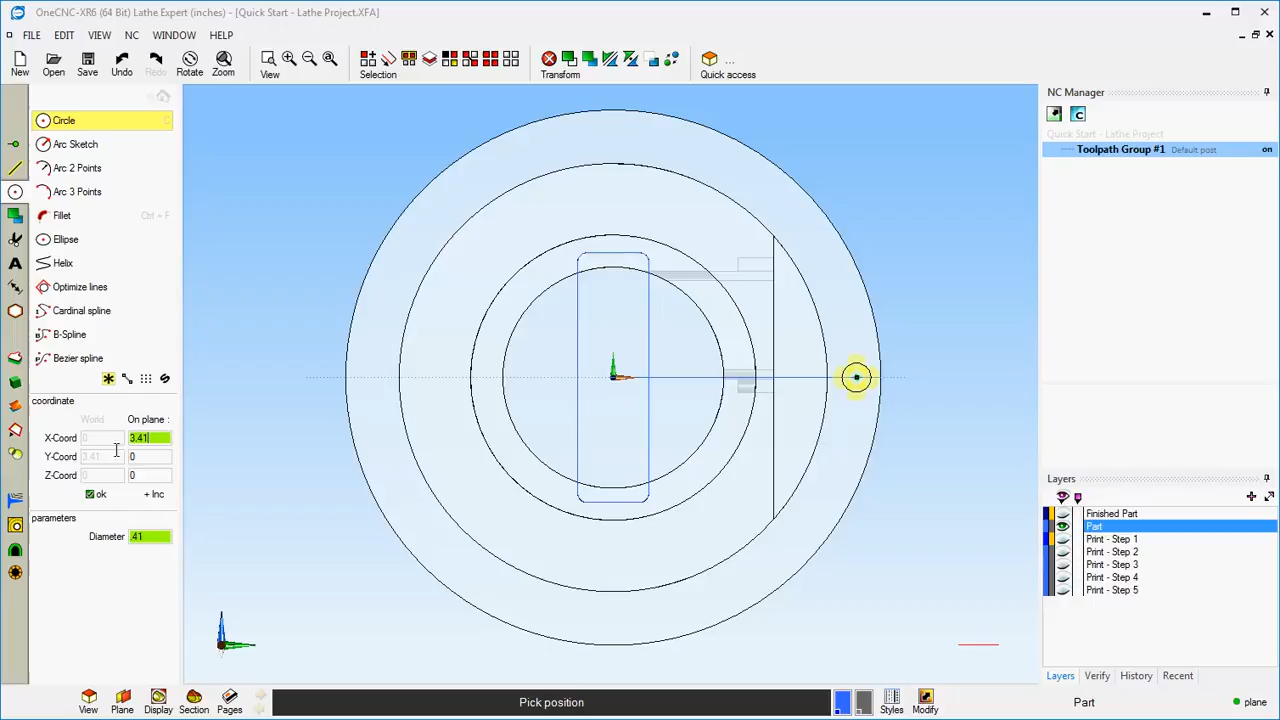 OneCNC-XR6 (64 Bit) Lathe Expert (inches) - [Quick Start - Lathe Project.XFA]
FILE EDIT VIEW NC WINDOW HELP
New Open Save Undo Redo Rotate Zoom View Selection Transform Quick access
...
Circle C
Arc Sketch
Arc 2 Points
Arc 3 Points
Fillet Ctrl + F
Ellipse
Helix
Optimize lines
Cardinal spline
B-Spline
Bezier spline
coordinate
World On plane :
X-Coord 0 3.41
Y-Coord 3.41 0
Z-Coord 0 0
ok + Inc
parameters
Diameter .41
NC Manager
Quick Start - Lathe Project
Toolpath Group #1 Default post on
Layers
Finished Part
Part
Print - Step 1
Print - Step 2
Print - Step 3
Print - Step 4
Print - Step 5
Layers Verify History Recent
View Plane Display Section Pages Pick position Styles Modify Part plane